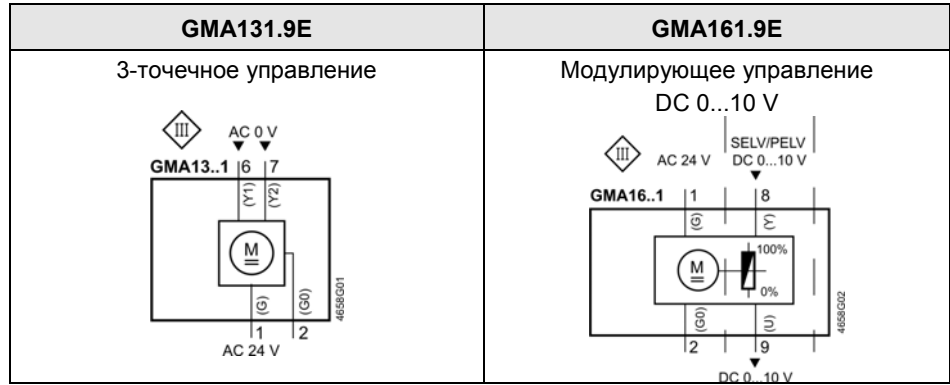 GMA131.9E
GMA161.9E
3-точечное управление
Модулирующее управление
DC 0...10 V
III
AC 0 V
GMA13..1
6 7
(Y1) (Y2)
M
(G) (G0)
1 2
AC 24 V
4658G01
III
AC 24 V
SELV/PELV
DC 0...10 V
GMA16..1
1 8
(G) (Y)
M
100%
0%
(G0) (U)
2 9
DC 0...10 V
4658G02